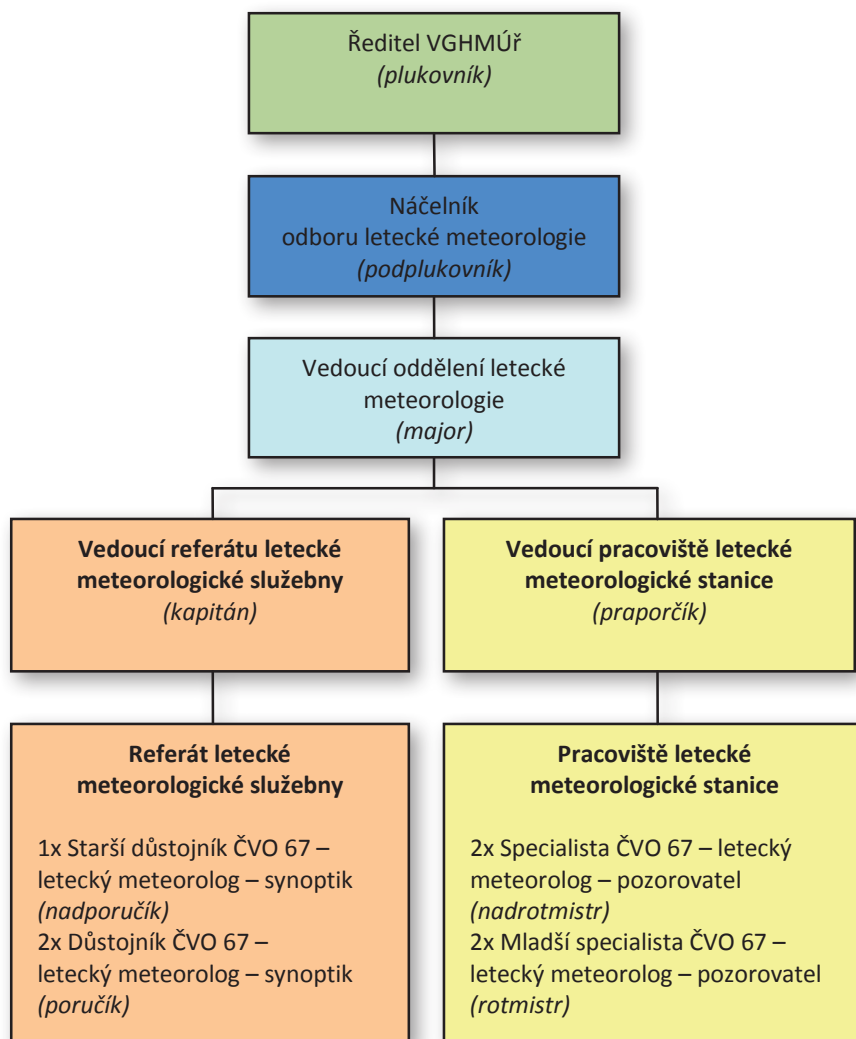 Ředitel VGHMÚř
(plukovník)
Náčelník
odboru letecké meteorologie
(podplukovník)
Vedoucí oddělení letecké
meteorologie
(major)
Vedoucí referátu letecké
meteorologické služebny
(kapitán)
Vedoucí pracoviště letecké
meteorologické stanice
(praporčík)
Referát letecké
meteorologické služebny
1x Starší důstojník ČVO 67 –
letecký meteorolog – synoptik
(nadporučík)
2x Důstojník ČVO 67 –
letecký meteorolog – synoptik
(poručík)
Pracoviště letecké
meteorologické stanice
2x Specialista ČVO 67 – letecký
meteorolog – pozorovatel
(nadrotmistr)
2x Mladší specialista ČVO 67 –
letecký meteorolog – pozorovatel
(rotmistr)